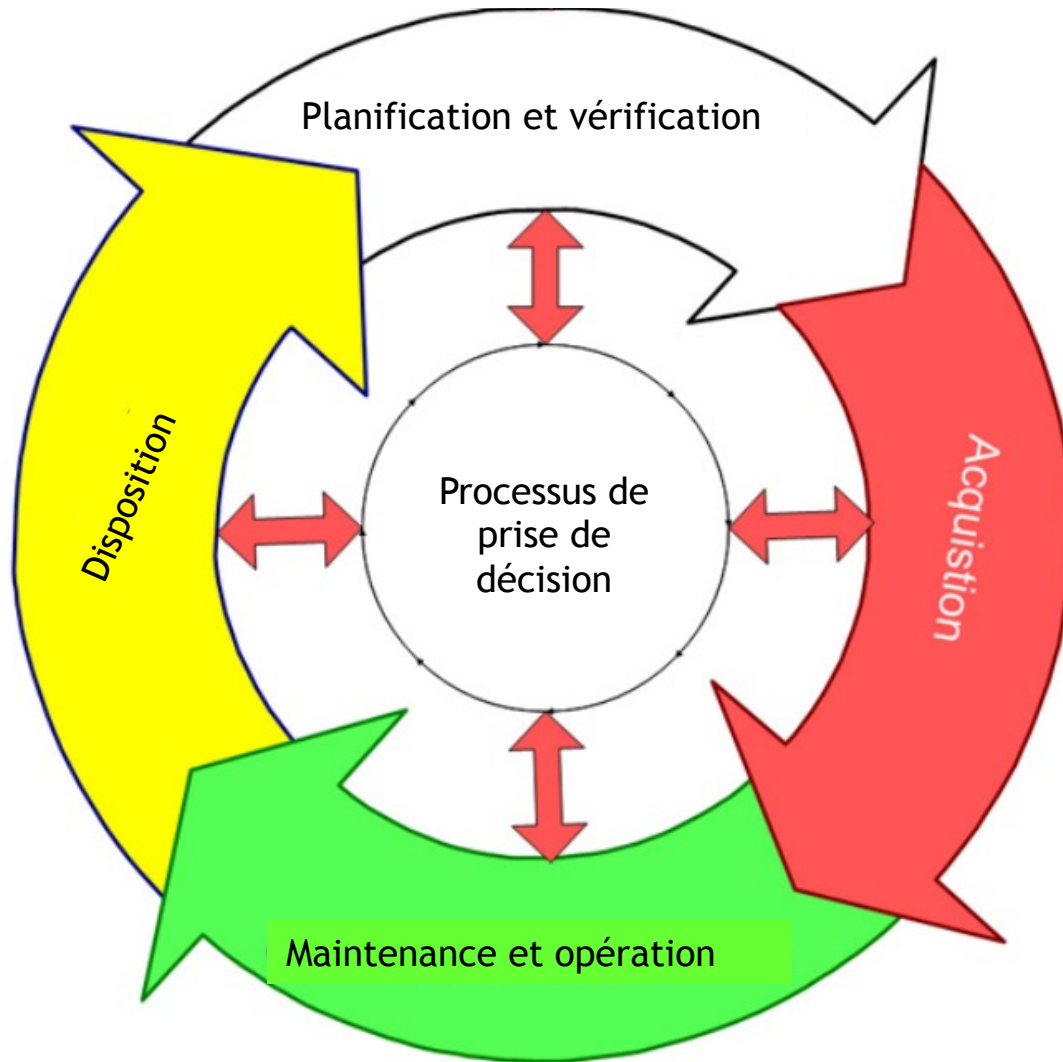 Planification et vérification
Acquistion
Processus de
prise de
décision
Disposition
Maintenance et opération